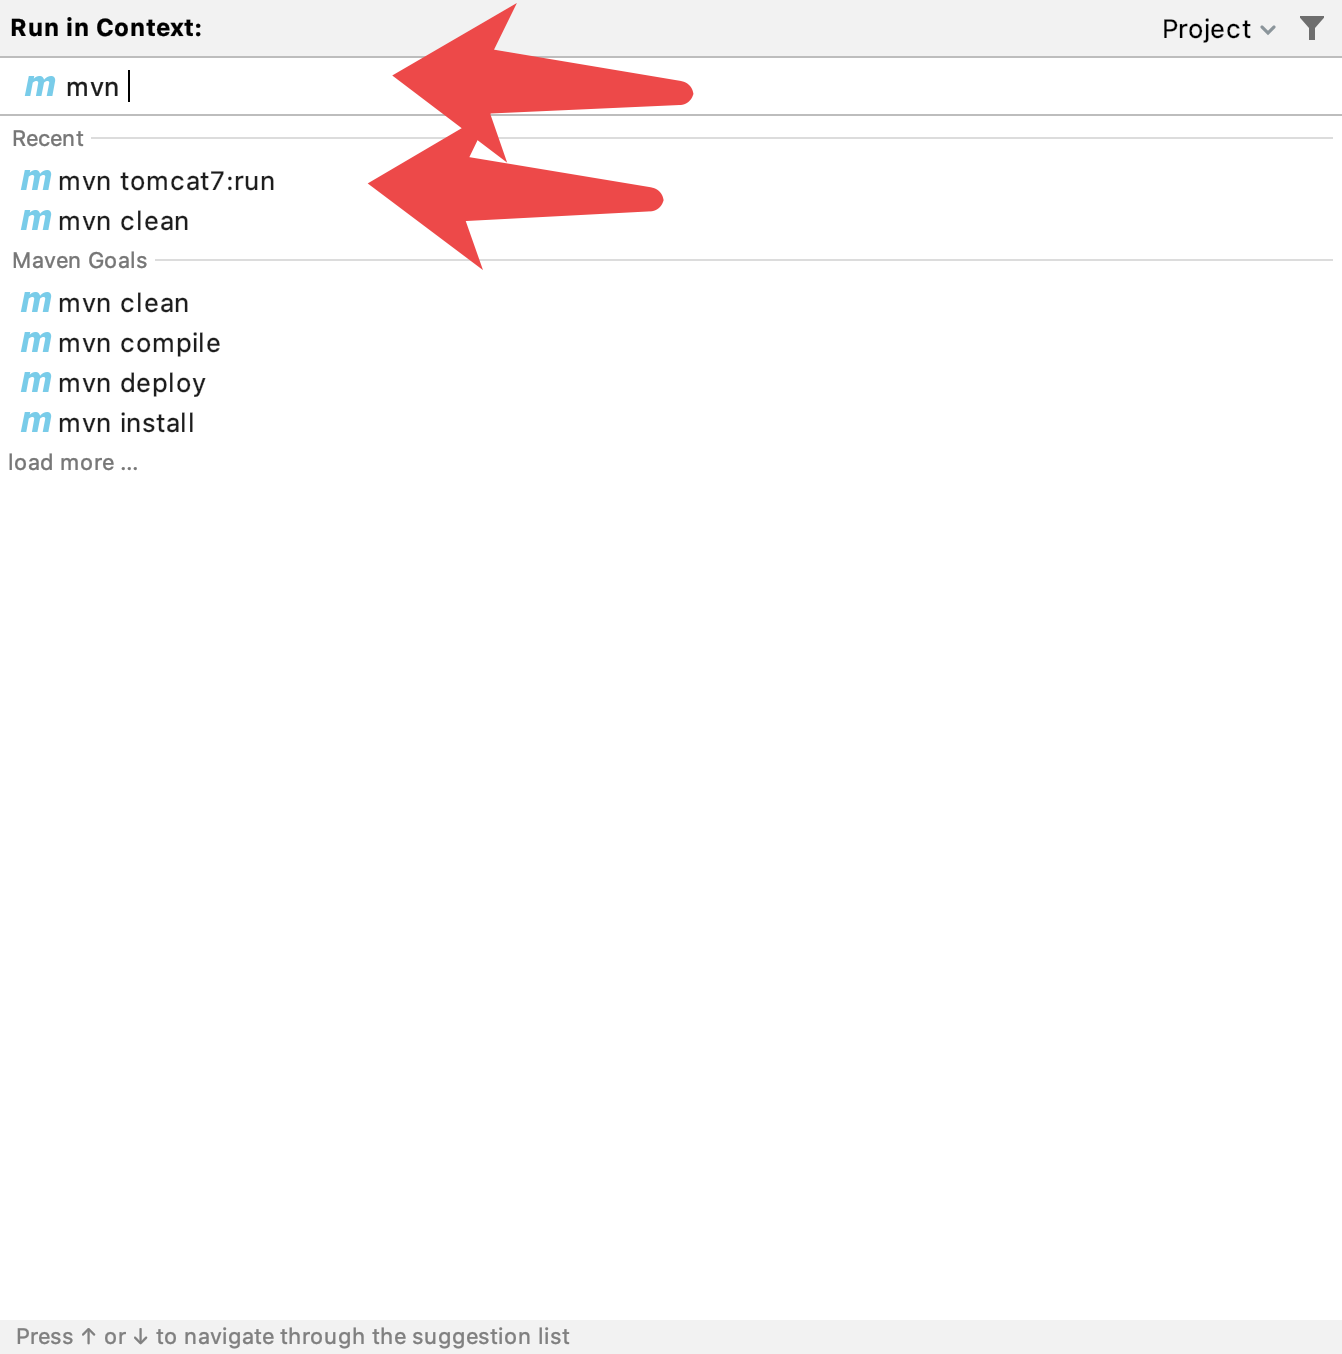 Run in Context:
Project
m mvn
Recent
m mvn tomcat7:run
m mvn clean
Maven Goals
m mvn clean
m mvn compile
m mvn deploy
m mvn install
load more ...
Press ↑ or ↓ to navigate through the suggestion list